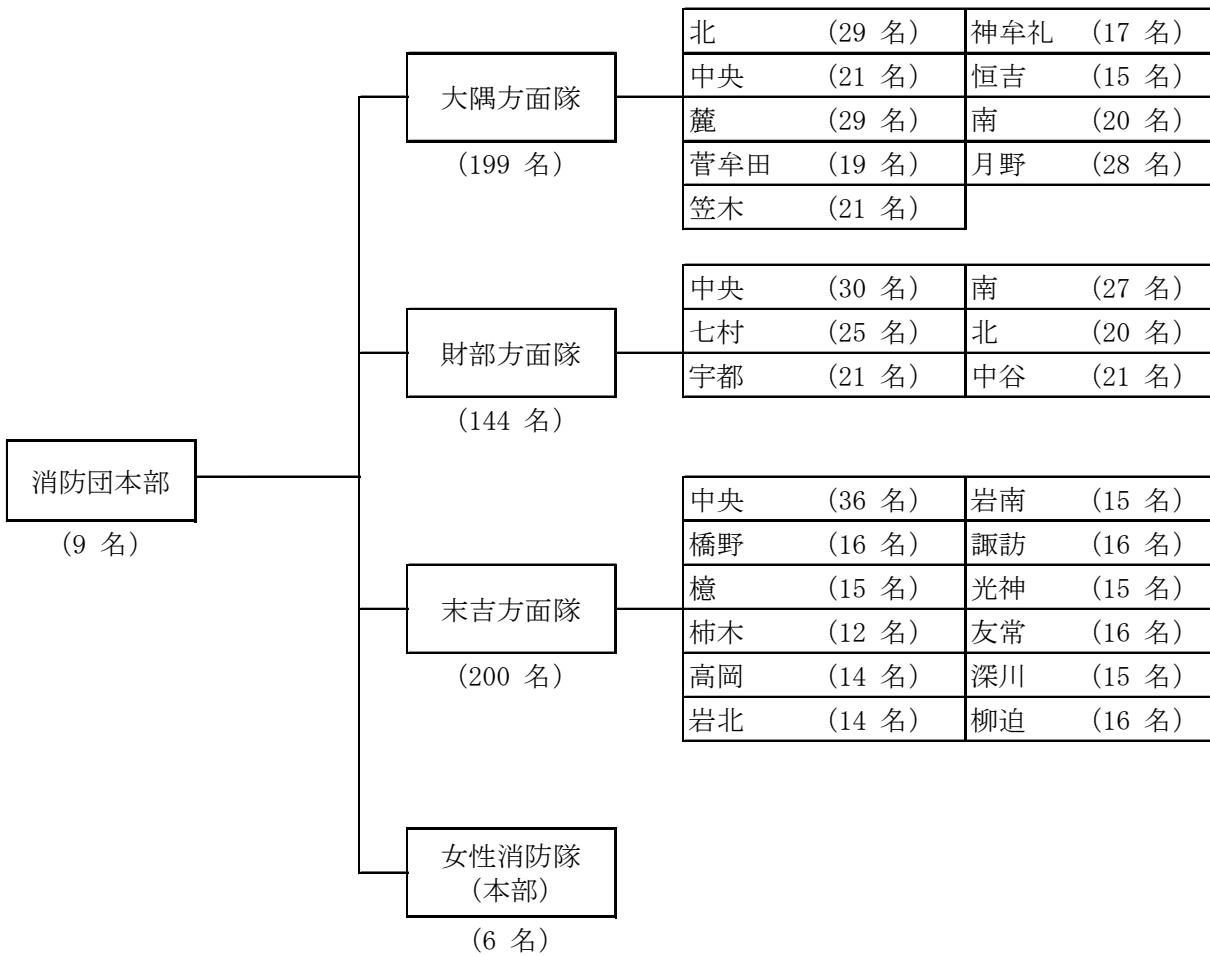 北 (29 名) 神牟礼 (17 名)
中央 (21 名) 恒吉 (15 名)
麓 (29 名) 南 (20 名)
菅牟田 (19 名) 月野 (28 名)
笠木 (21 名)
大隅方面隊
(199 名)
中央 (30 名) 南 (27 名)
七村 (25 名) 北 (20 名)
宇都 (21 名) 中谷 (21 名)
財部方面隊
(144 名)
消防団本部
(9 名)
中央 (36 名) 岩南 (15 名)
橋野 (16 名) 諏訪 (16 名)
檍 (15 名) 光神 (15 名)
柿木 (12 名) 友常 (16 名)
高岡 (14 名) 深川 (15 名)
岩北 (14 名) 柳迫 (16 名)
末吉方面隊
(200 名)
女性消防隊
(本部)
(6 名)